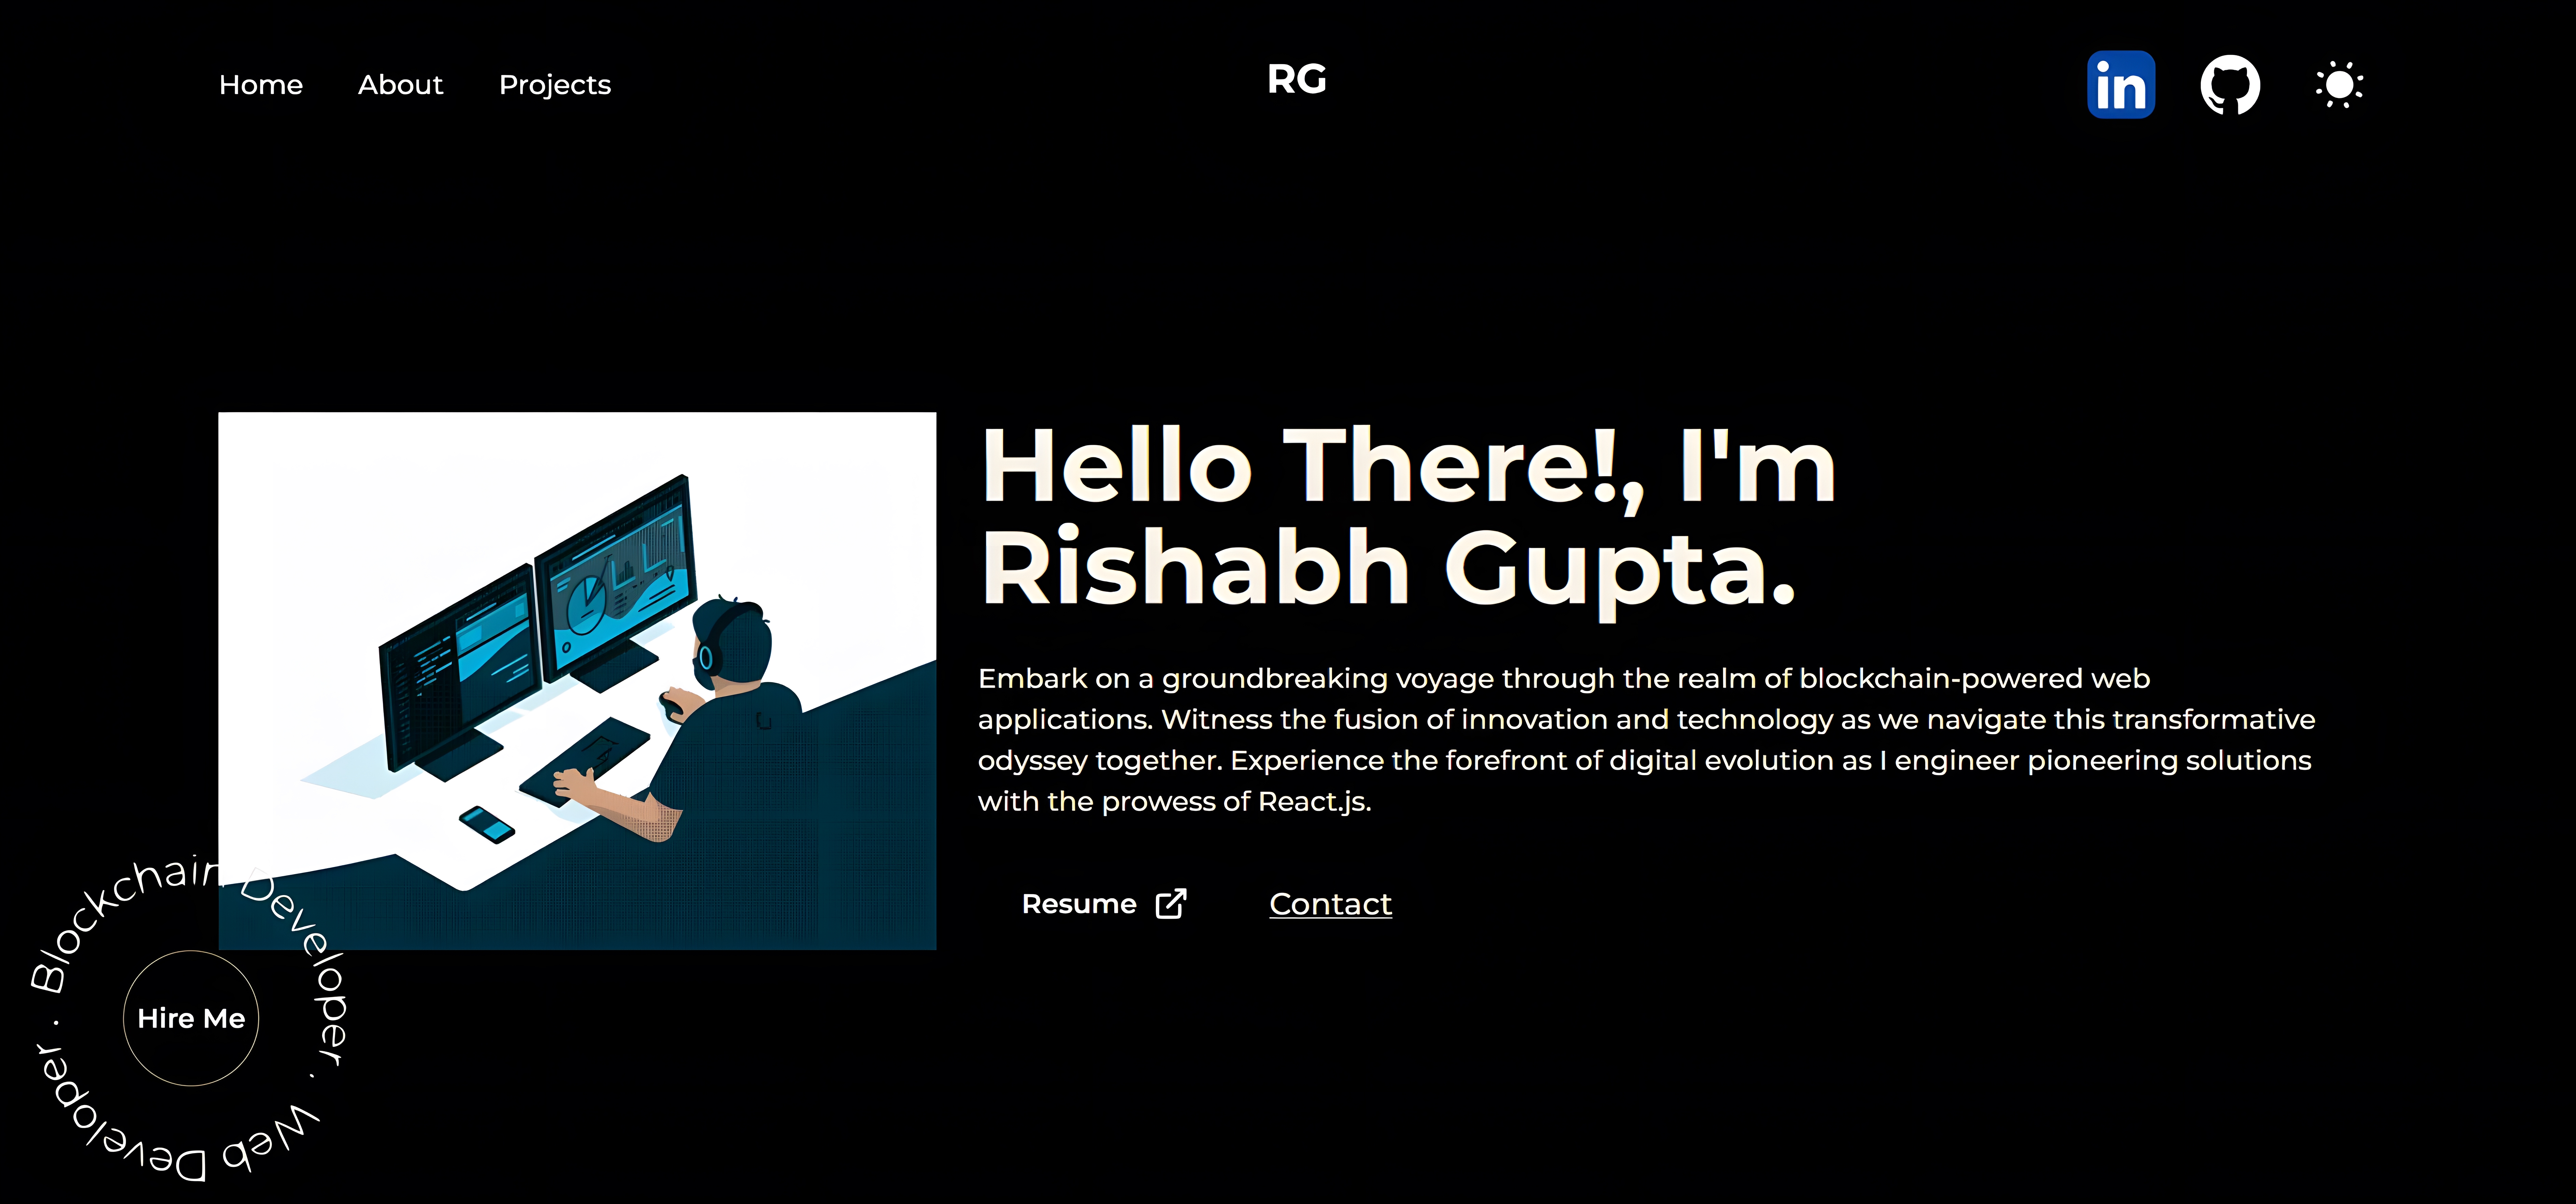 Home About Projects
RG
in
Hello There!, I'm
Rishabh Gupta.
Embark on a groundbreaking voyage through the realm of blockchain-powered web
applications. Witness the fusion of innovation and technology as we navigate this transformative
odyssey together. Experience the forefront of digital evolution as I engineer pioneering solutions
with the prowess of React.js.
Resume Contact
Blockchain Developer · Web Developer ·
Hire Me